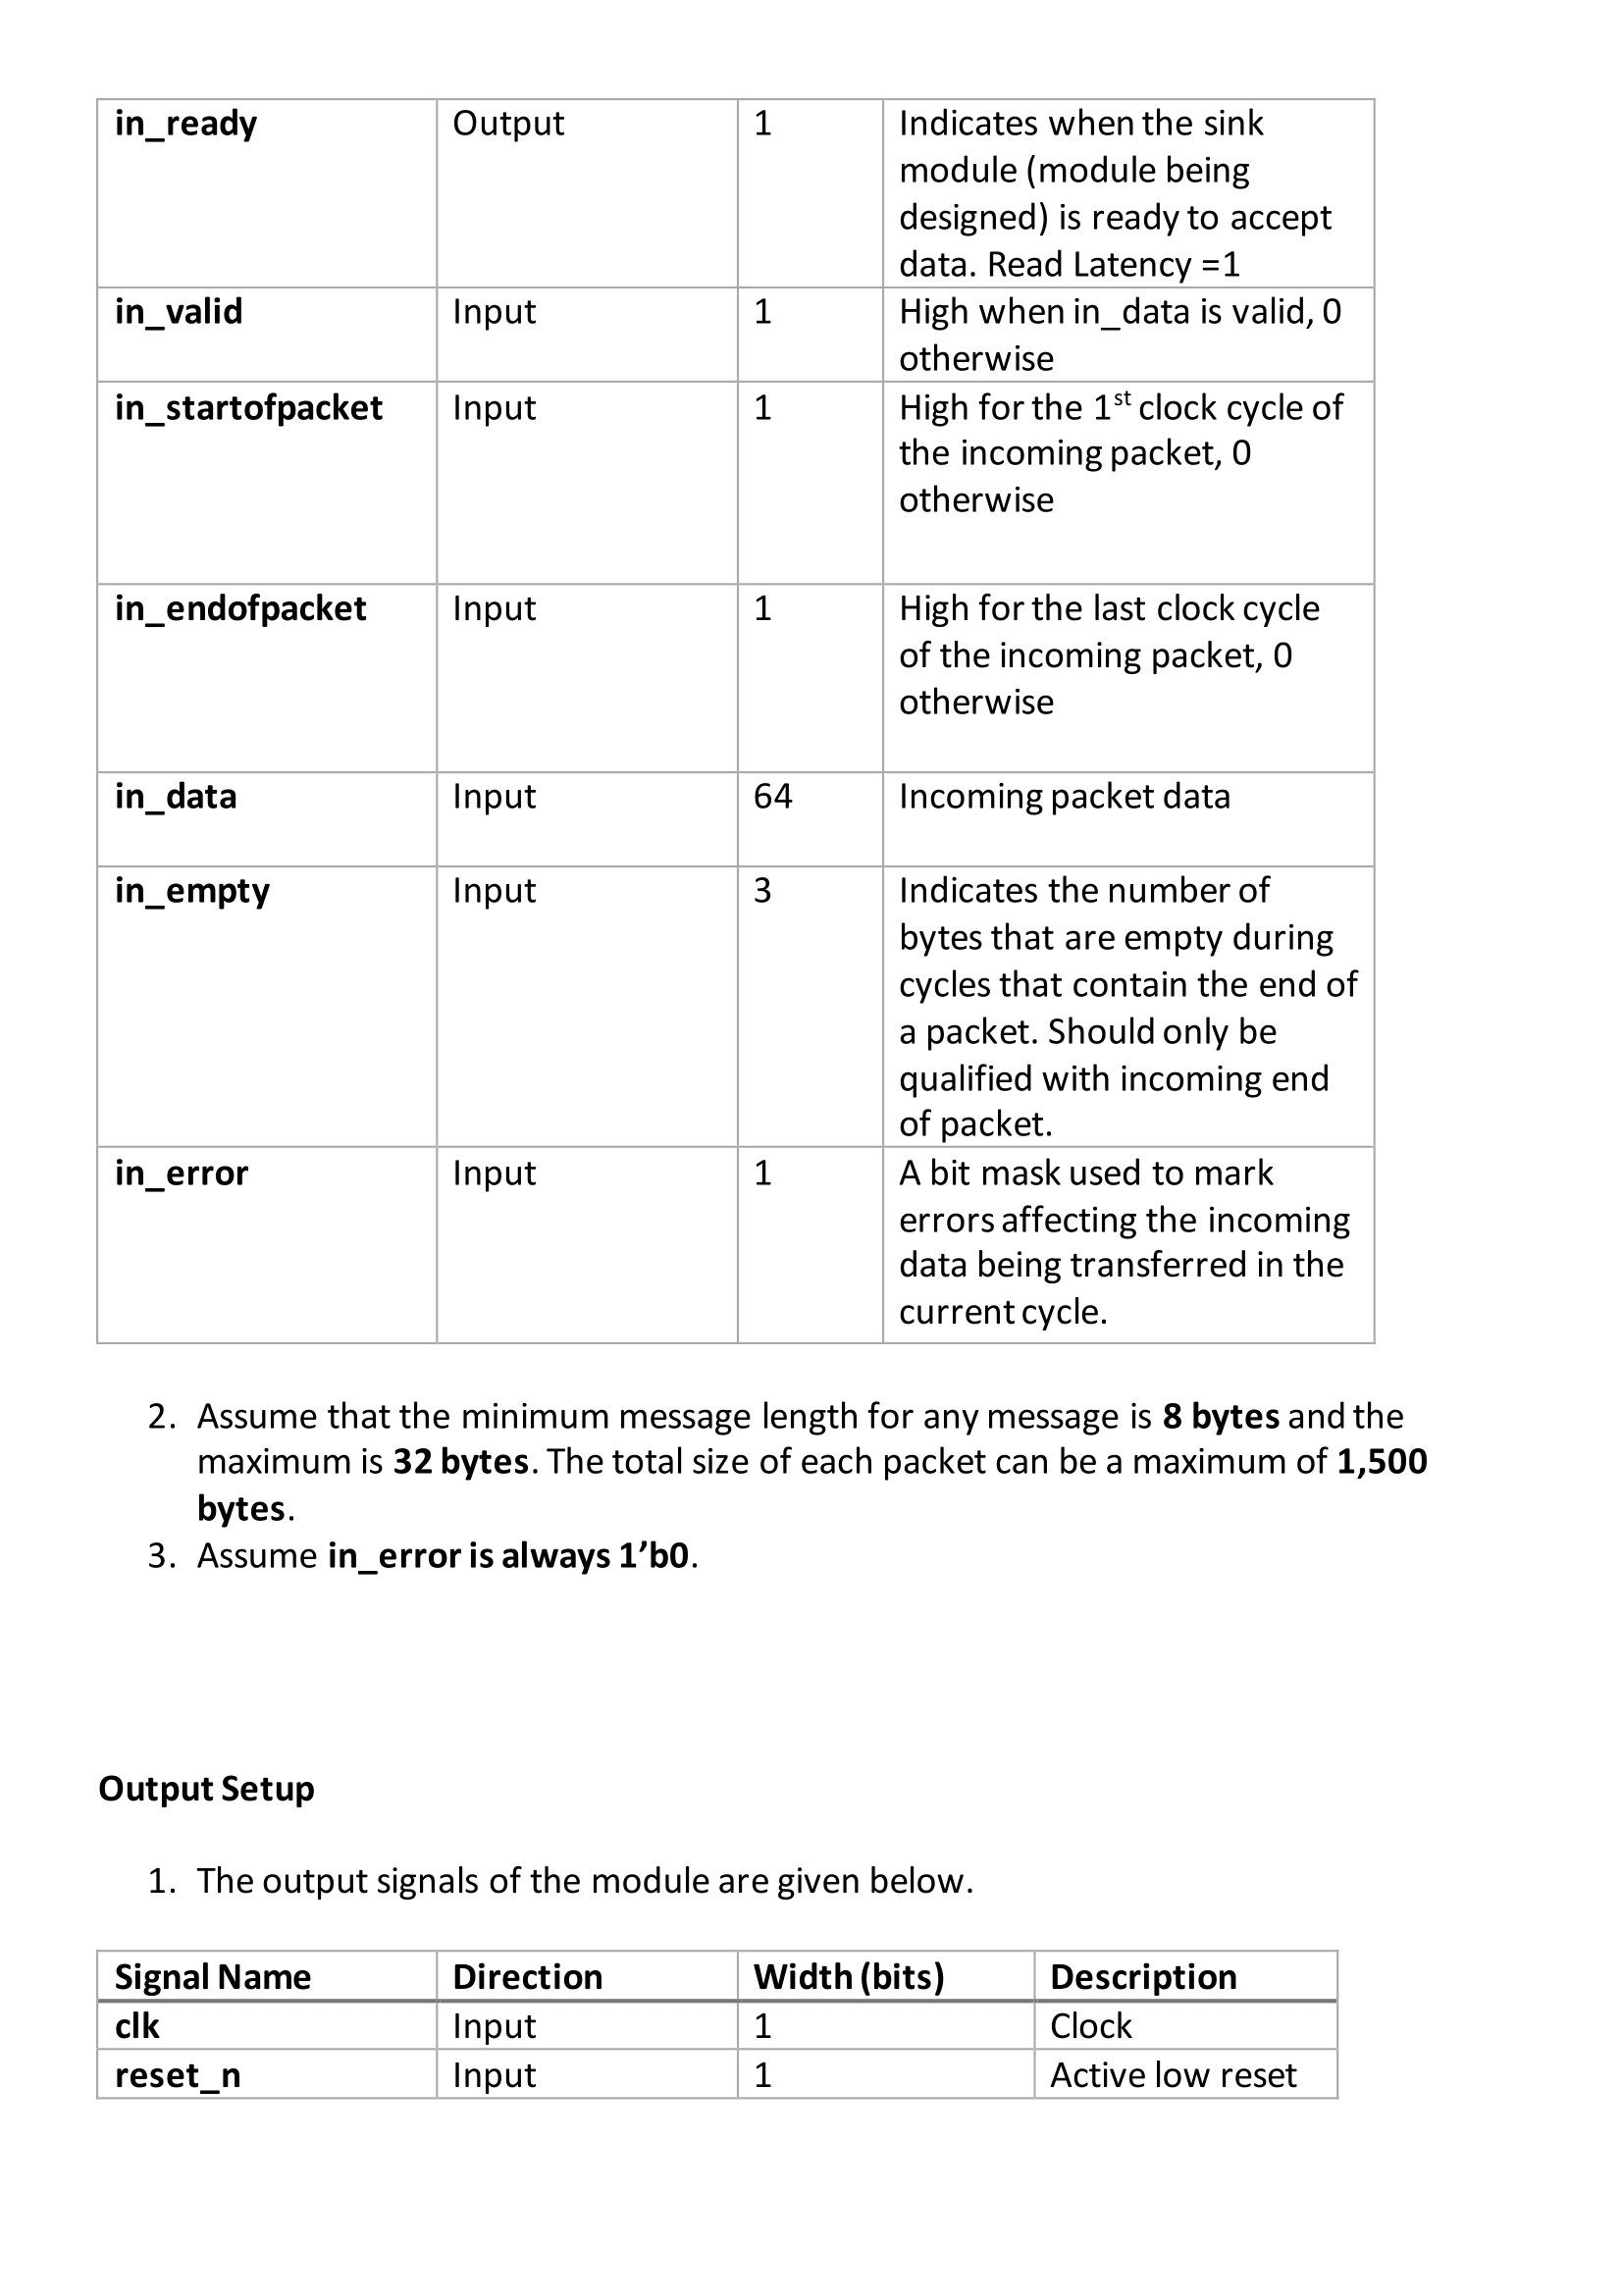 in_ready Output 1 Indicates when the sink
module (module being
designed) is ready to accept
data. Read Latency =1
in_valid Input 1 High when in_data is valid, 0
otherwise
in_startofpacket Input 1 High for the 1st clock cycle of
the incoming packet, 0
otherwise
in_endofpacket Input 1 High for the last clock cycle
of the incoming packet, 0
otherwise
in_data Input 64 Incoming packet data
in_empty Input 3 Indicates the number of
bytes that are empty during
cycles that contain the end of
a packet. Should only be
qualified with incoming end
of packet.
in_error Input 1 A bit mask used to mark
errors affecting the incoming
data being transferred in the
current cycle.
2. Assume that the minimum message length for any message is 8 bytes and the
maximum is 32 bytes. The total size of each packet can be a maximum of 1,500
bytes.
3. Assume in_error is always 1’b0.
Output Setup
1. The output signals of the module are given below.
Signal Name Direction Width (bits) Description
clk Input 1 Clock
reset_n Input 1 Active low reset